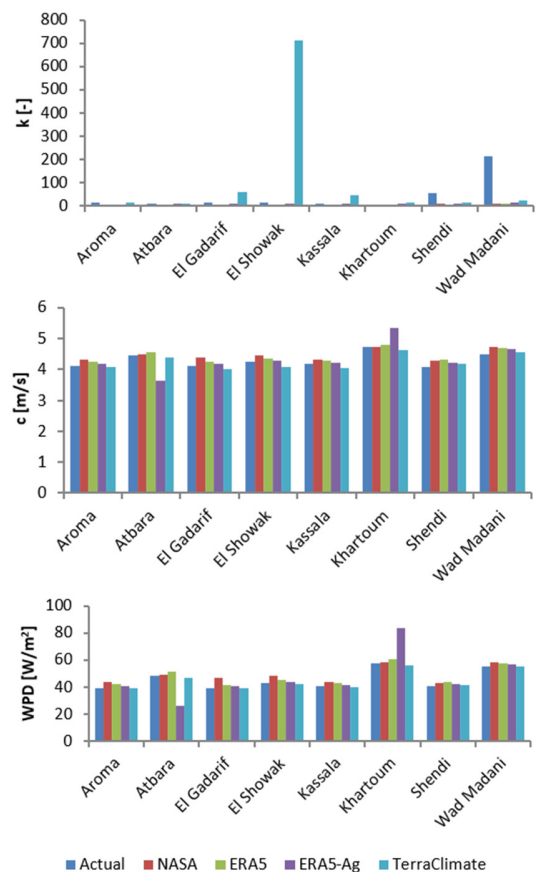 800
700
600
500
400
300
200
100
0
k [-]
Aroma
Atbara
El Gadarif
El Showak
Kassala
Khartoum
Shendi
Wad Madani
6
5
4
3
2
1
0
c [m/s]
Aroma
Atbara
El Gadarif
El Showak
Kassala
Khartoum
Shendi
Wad Madani
100
80
60
40
20
0
WPD [W/m²]
Aroma
Atbara
El Gadarif
El Showak
Kassala
Khartoum
Shendi
Wad Madani
Actual NASA ERA5 ERA5-Ag TerraClimate